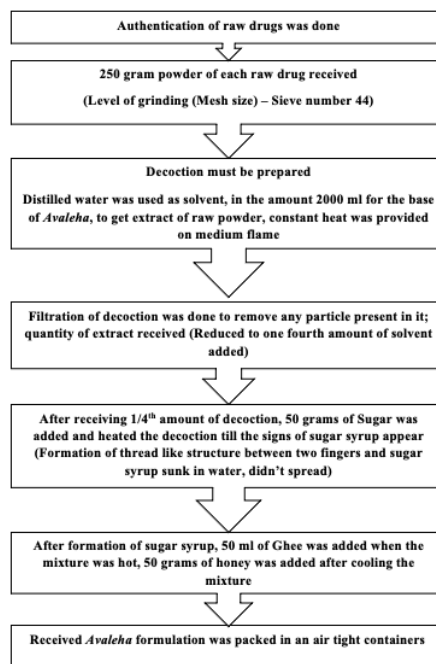 Authentication of raw drugs was done
250 gram powder of each raw drug received
(Level of grinding (Mesh size) – Sieve number 44)
Decoction must be prepared
Distilled water was used as solvent, in the amount 2000 ml for the base
of Avaleha, to get extract of raw powder, constant heat was provided
on medium flame
Filtration of decoction was done to remove any particle present in it;
quantity of extract received (Reduced to one fourth amount of solvent
added)
After receiving 1/4th amount of decoction, 50 grams of Sugar was
added and heated the decoction till the signs of sugar syrup appear
(Formation of thread like structure between two fingers and sugar
syrup sunk in water, didn't spread)
After formation of sugar syrup, 50 ml of Ghee was added when the
mixture was hot, 50 grams of honey was added after cooling the
mixture
Received Avaleha formulation was packed in an air tight containers